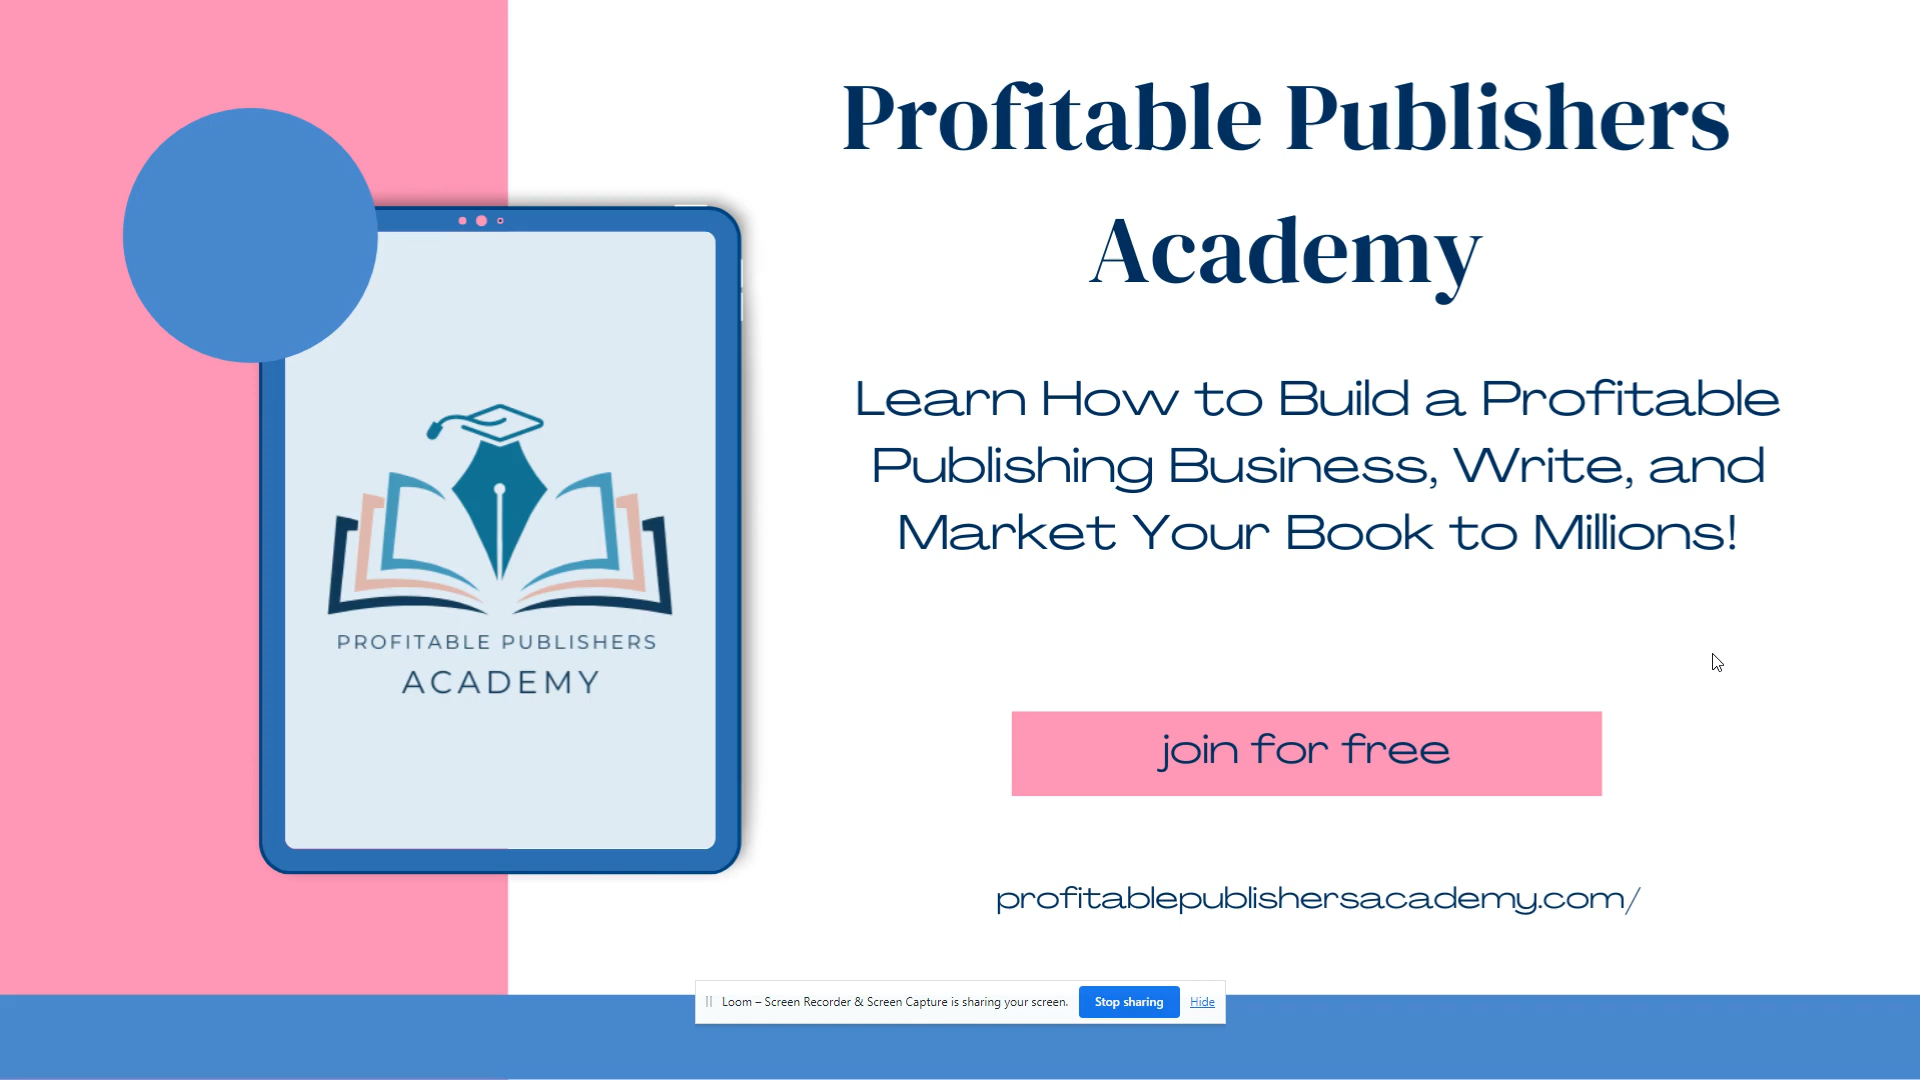 Profitable Publishers
Academy
Learn How to Build a Profitable
Publishing Business, Write, and
Market Your Book to Millions!
PROFITABLE PUBLISHERS
ACADEMY
join for free
profitablepublishersacademy.com/
Loom – Screen Recorder & Screen Capture is sharing your screen. Stop sharing Hide